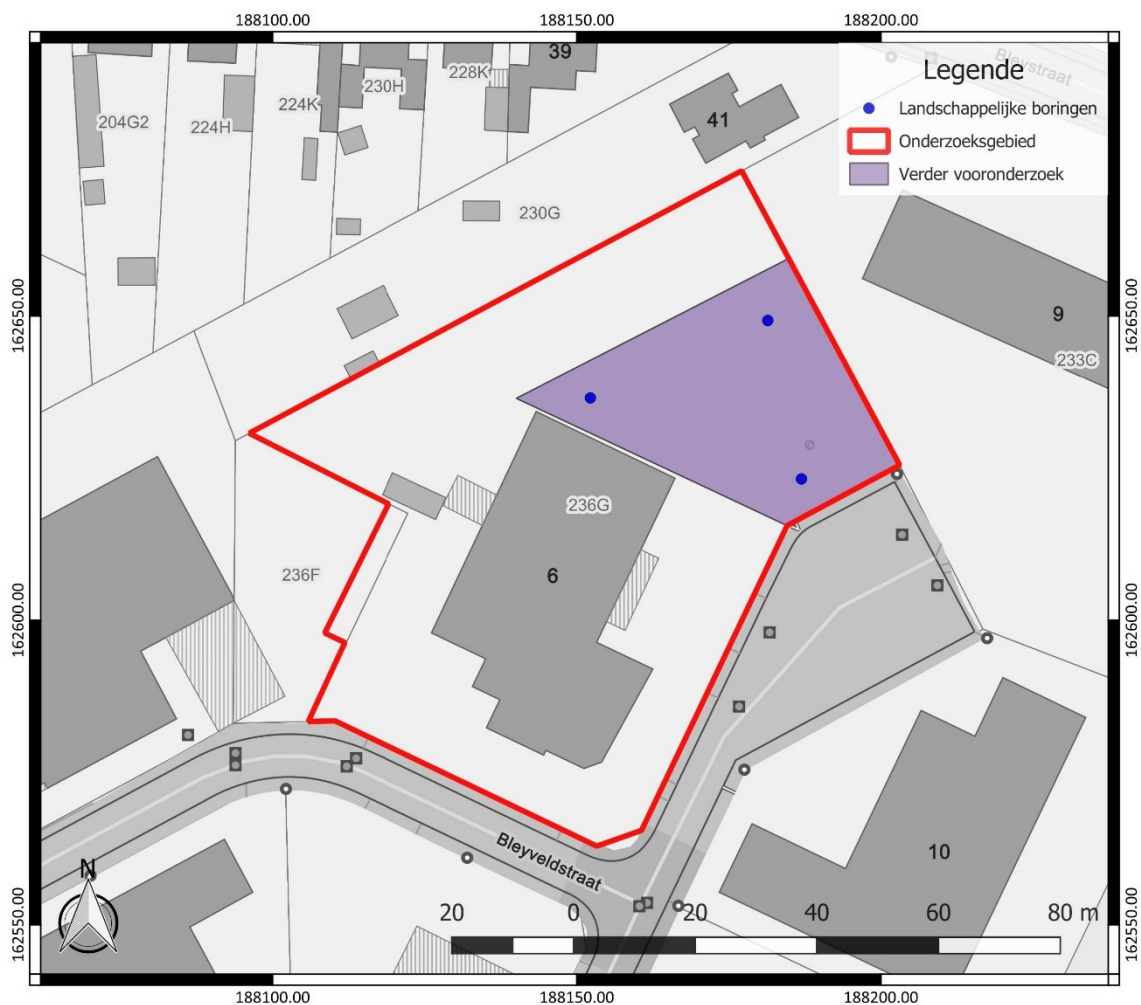 188100.00 188150.00 188200.00
39
Bleystraat
Legende
228K
230H
224K
204G2
224H
41
Landschappelijke boringen
Onderzoeksgebied
Verder vooronderzoek
230G
162650.00
162650.00
9
233C
236G
6
236F
162600.00
162600.00
Bleyveldstraat
10
N
20 0 20 40 60 80 m
162550.00
162550.00
188100.00 188150.00 188200.00